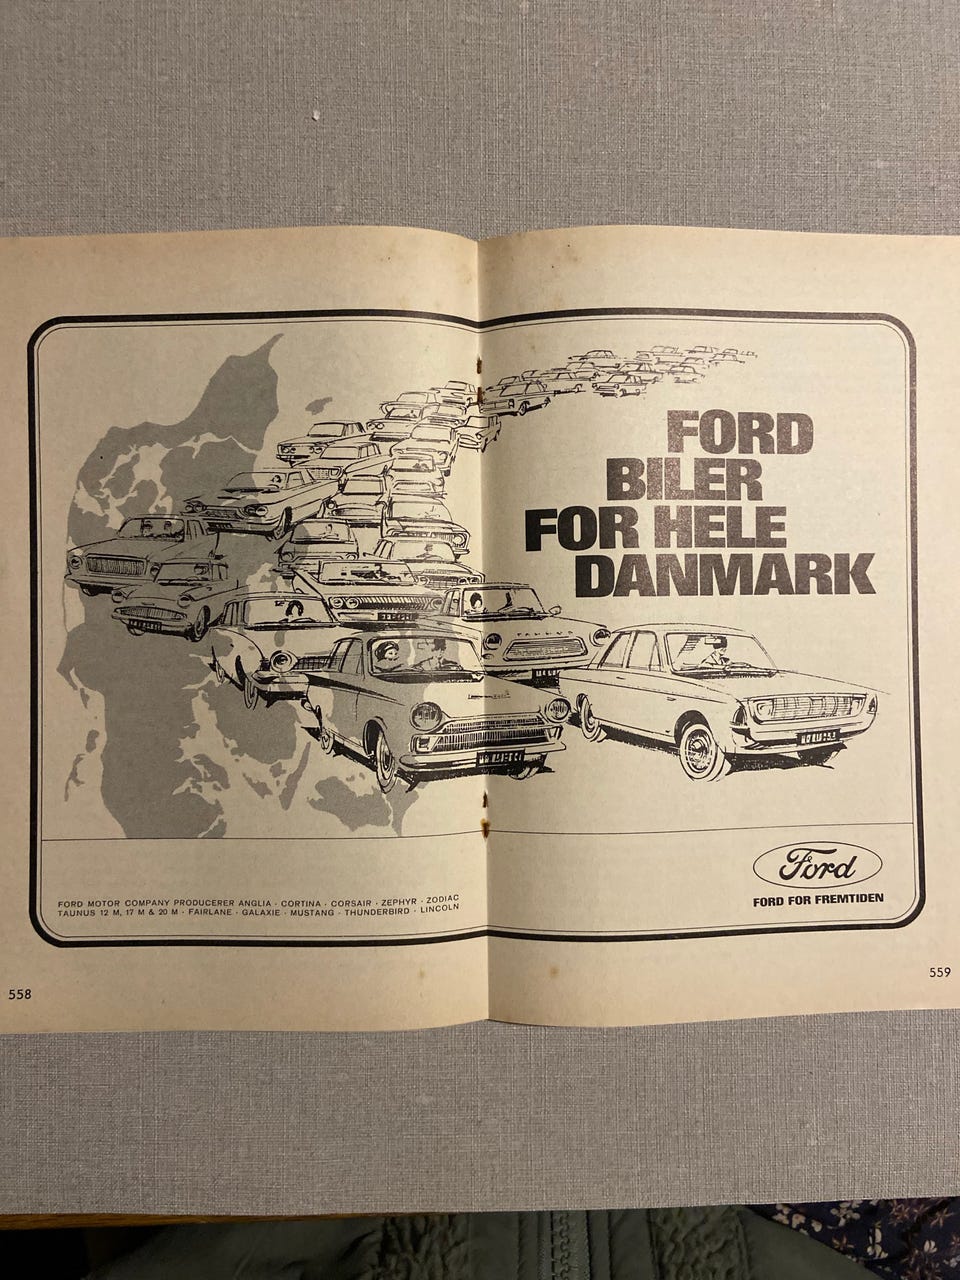 FORD
BILER
FOR HELE
DANMARK
TAUNUS
Ford
FORD FOR FREMTIDEN
FORD MOTOR COMPANY PRODUCERER ANGLIA · CORTINA · CORSAIR · ZEPHYR · ZODIAC
TAUNUS 12 M, 17 M & 20 M · FAIRLANE · GALAXIE · MUSTANG · THUNDERBIRD · LINCOLN
558
559